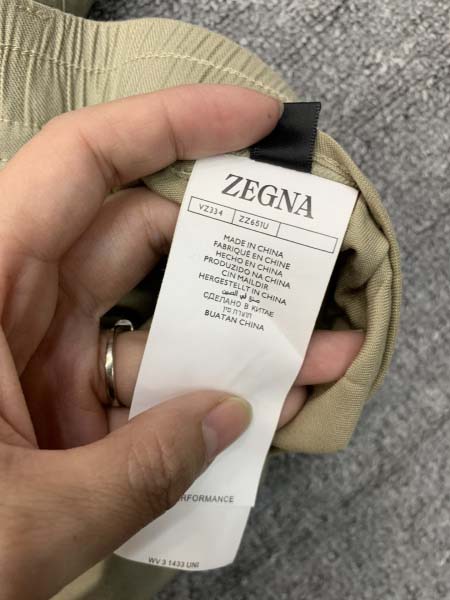 ZEGNA
VZ334 ZZ651U
MADE IN CHINA
FABRIQUÉ EN CHINE
HECHO EN CHINA
PRODUZIDO NA CHINA
CIN MALIDIR
HERGESTELLT IN CHINA
صنع في الصين
СДЕЛАНО В КИТАЕ
BUATAN CHINA
RFORMANCE
WV 3 1433 UNI